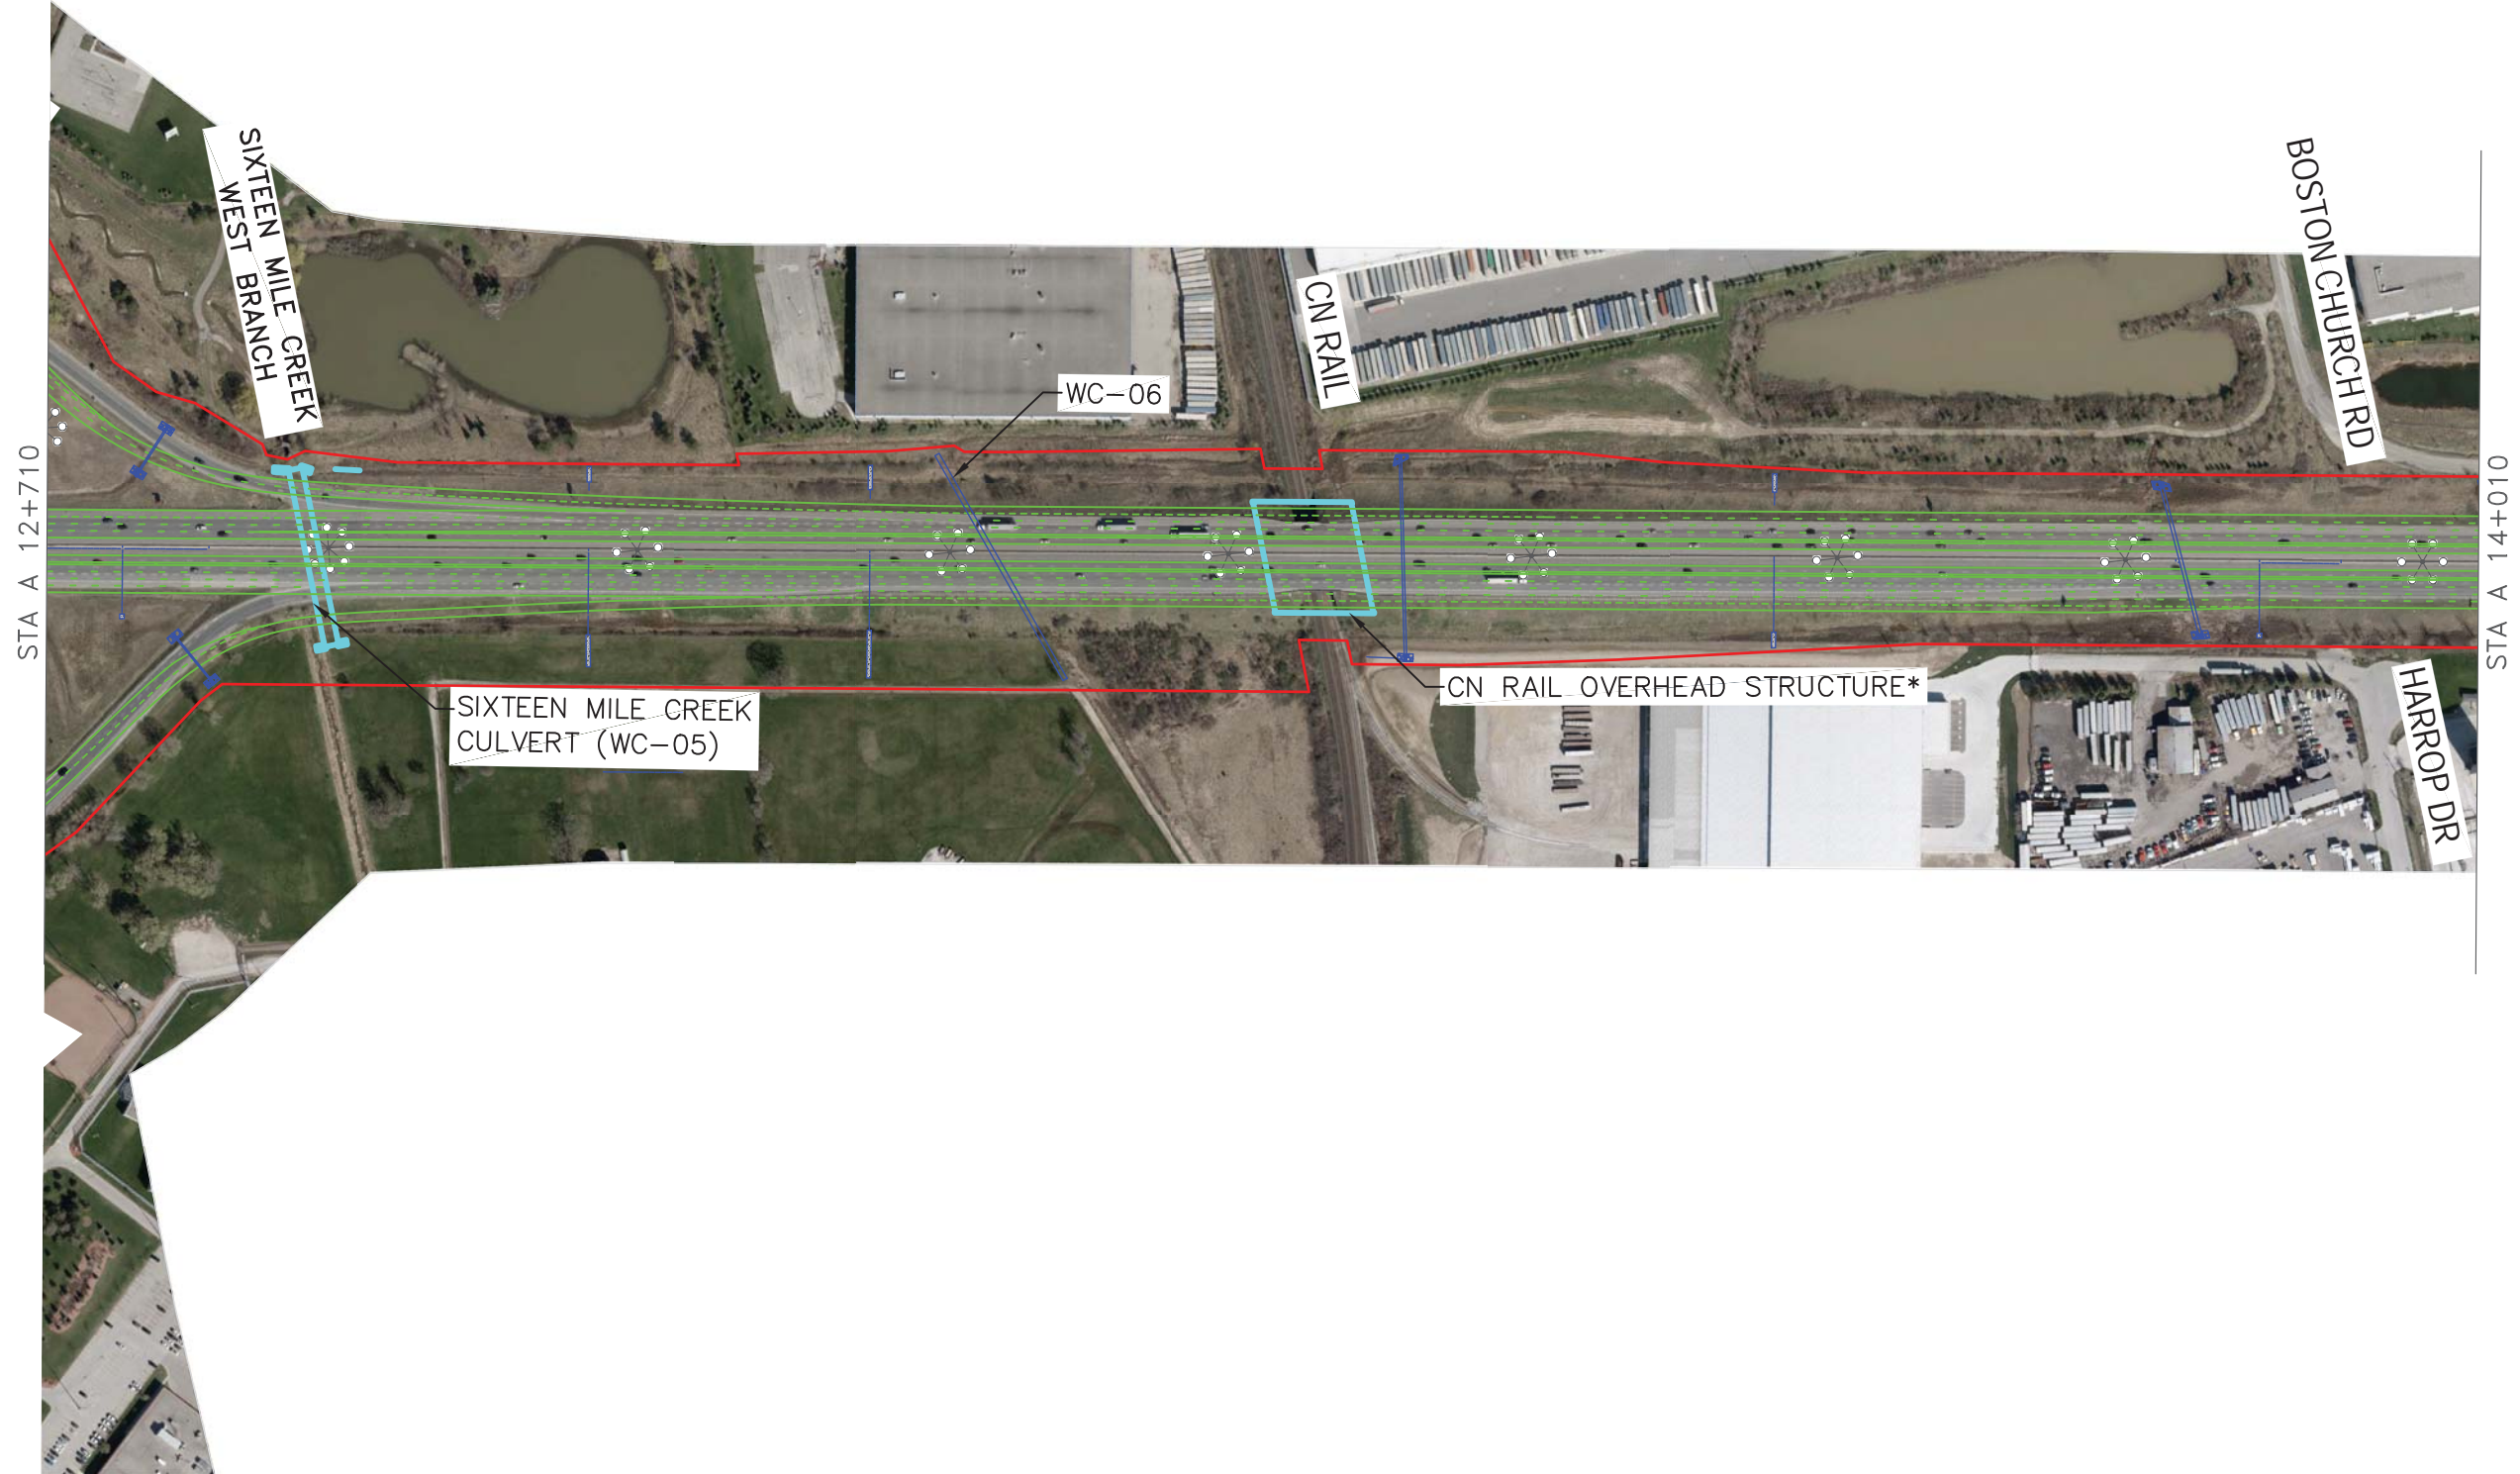 STA A 12+710
SIXTEEN MILE CREEK
WEST BRANCH
WC-06
CN RAIL
BOSTON CHURCH RD
STA A 14+010
SIXTEEN MILE CREEK
CULVERT (WC-05)
CN RAIL OVERHEAD STRUCTURE*
HARROP DR